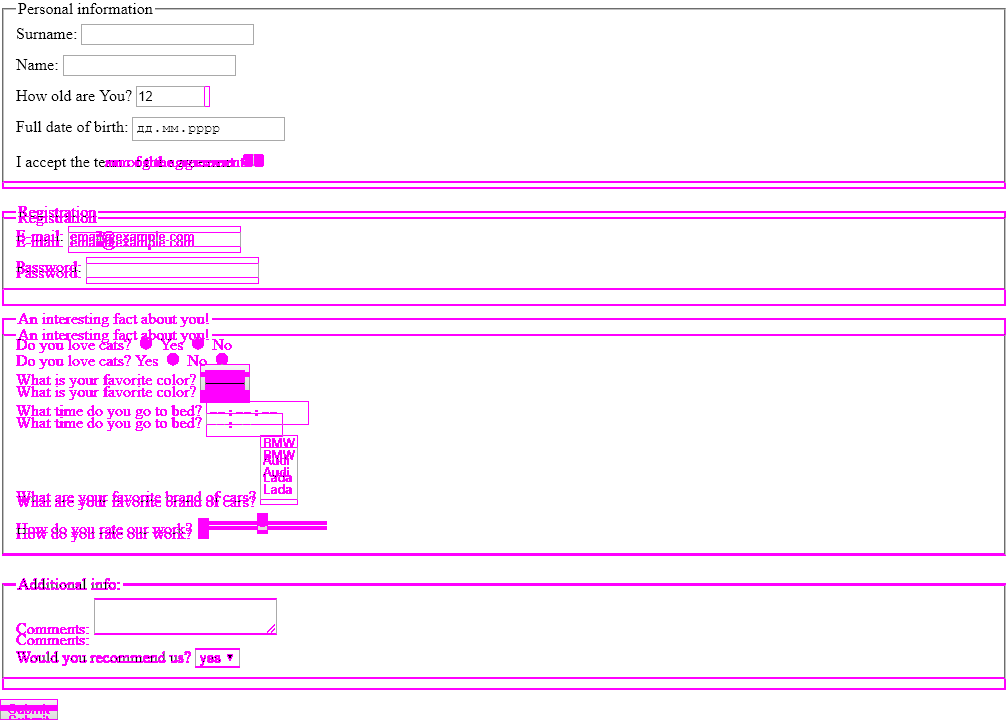 Personal information
Surname:
Name:
How old are You? 12
Full date of birth: дд.мм.рррр
I accept the
Registration
Registration
E-mail: email@example.com
E-mail: email@example.com
Password:
Password:
An interesting fact about you!
An interesting fact about you!
Do you love cats? Yes No
Do you love cats? Yes No
What is your favorite color?
What is your favorite color?
What time do you go to bed? --:--:--
What time do you go to bed? --:--
BMW
BMW
Audi
Audi
Lada
Lada
What are your favorite brand of cars?
What are your favorite brand of cars?
How do you rate our work?
How do you rate our work?
Additional info:
Comments:
Comments:
Would you recommend us? yes
Submit
Submit